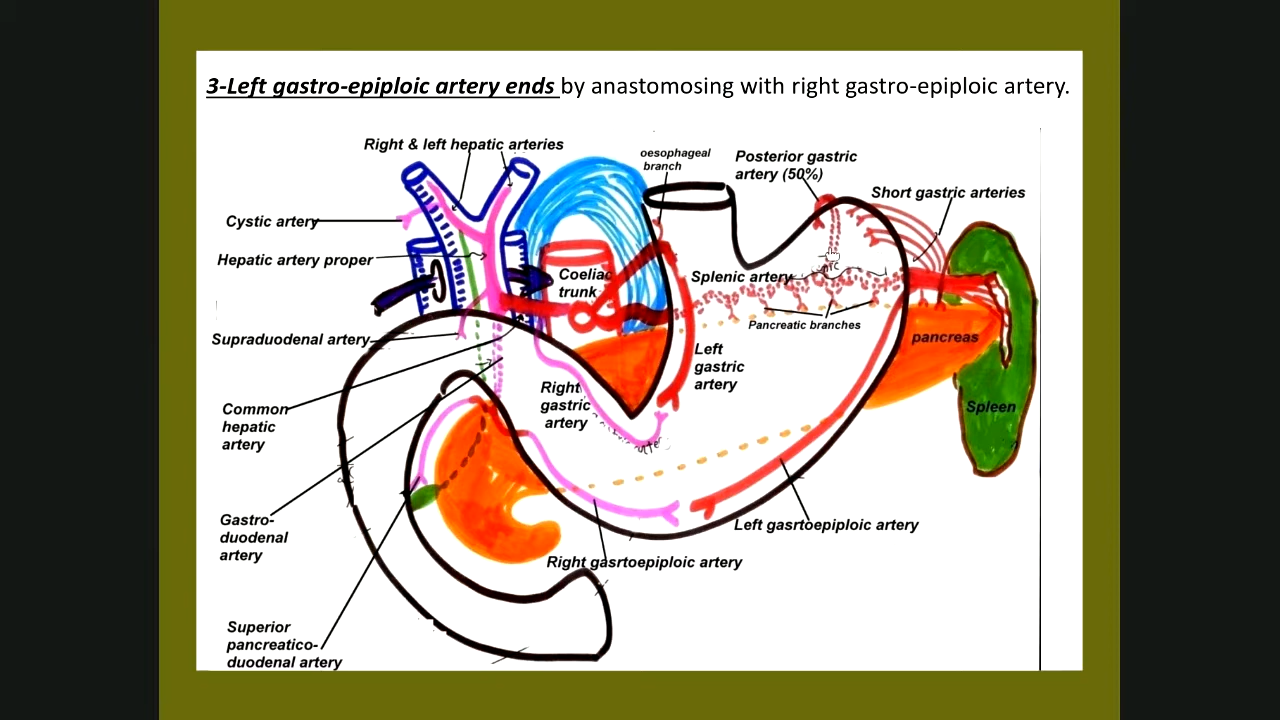 3-Left gastro-epiploic artery ends by anastomosing with right gastro-epiploic artery.
Right & left hepatic arteries
oesophageal
branch
Posterior gastric
artery (50%)
Short gastric arteries
Cystic artery
Hepatic artery proper
Coeliac
trunk
Splenic artery
Pancreatic branches
Supraduodenal artery
pancreas
Left
gastric
artery
Right
gastric
artery
Common
hepatic
artery
Spleen
Gastro-
duodenal
artery
Left gasrtoepiploic artery
Right gasrtoepiploic artery
Superior
pancreatico-
duodenal artery